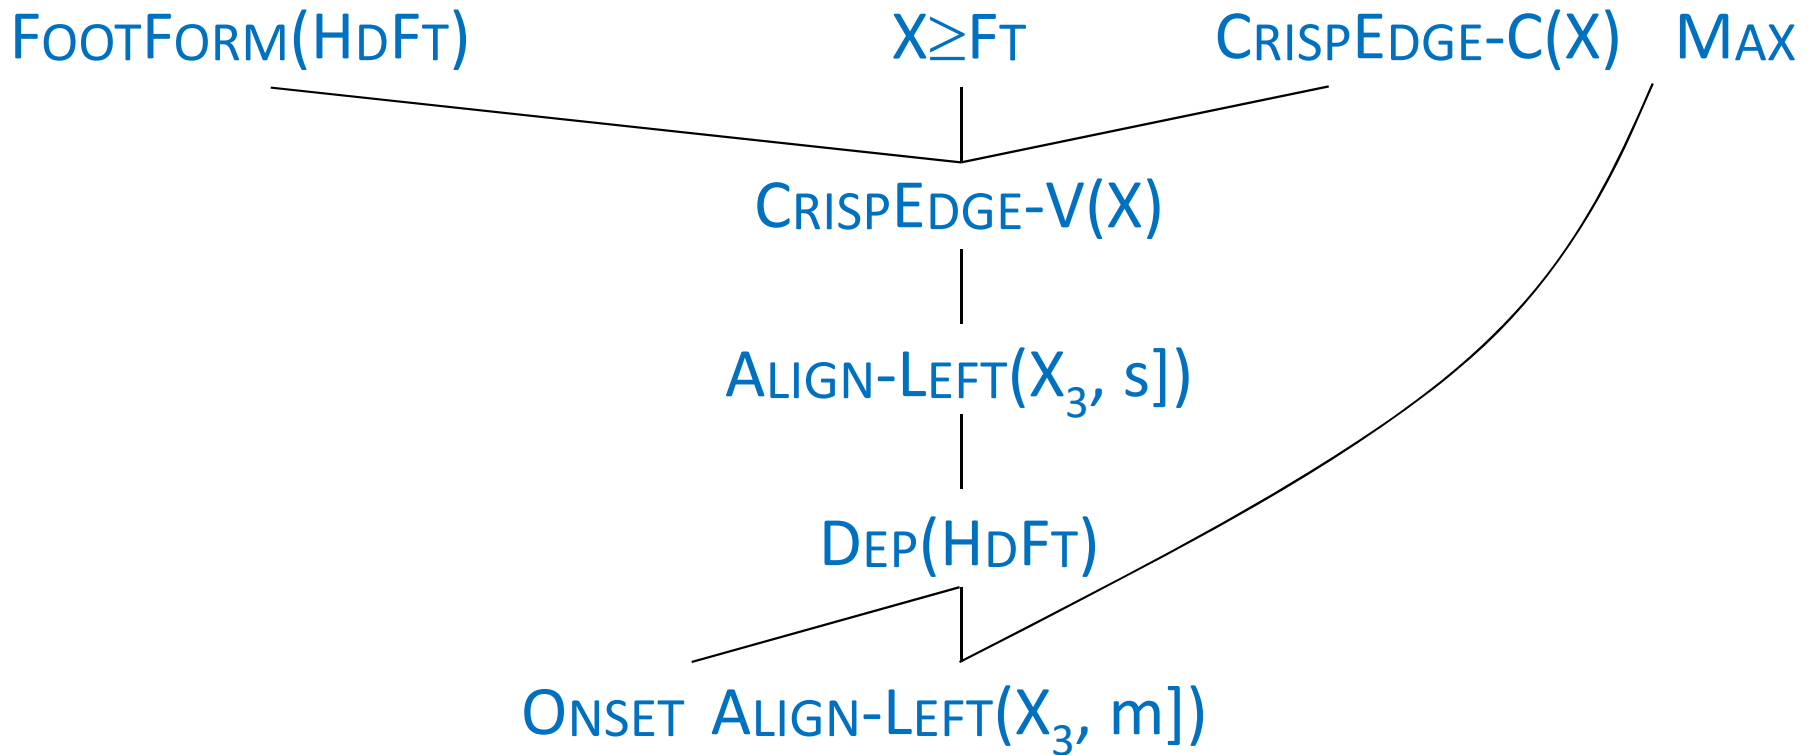 FOOTFORM(HDFT) X≥FT CRISPEDGE-C(X) MAX
CRISPEDGE-V(X)
ALIGN-LEFT(X₃, s])
DEP(HDFT)
ONSET ALIGN-LEFT(X₃, m])